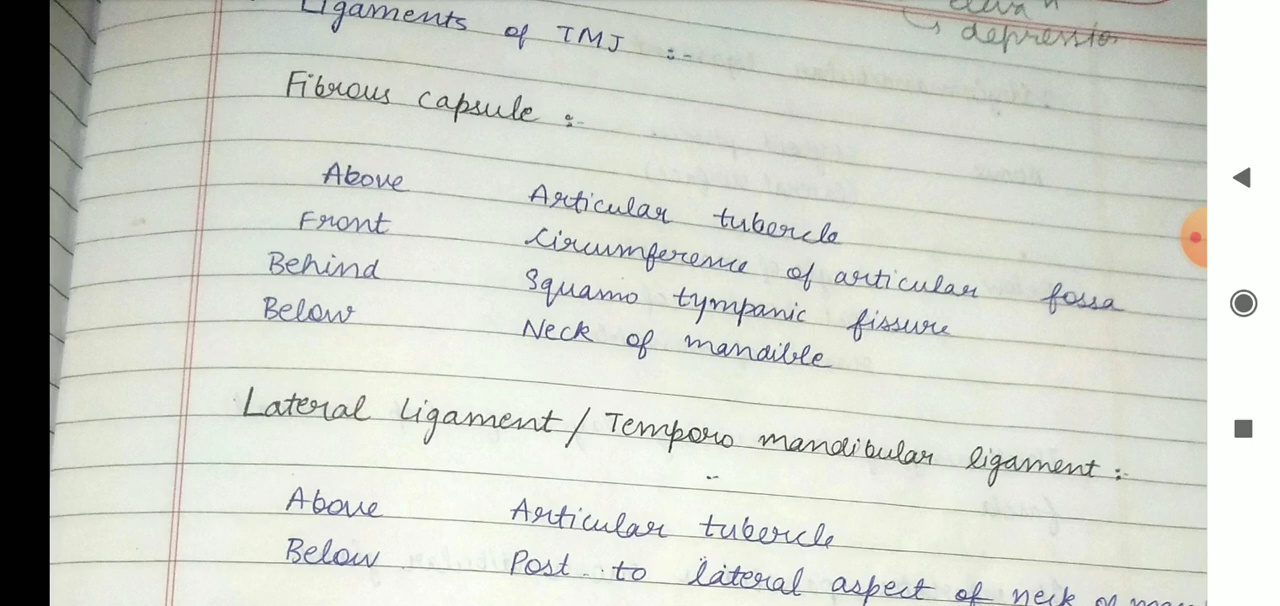 depression
Ligaments of TMJ :-
Fibrous capsule :-
Above Articular tubercle
Front Circumference of articular fossa
Behind Squamo tympanic fissure
Below Neck of mandible
Lateral ligament / Temporo mandibular ligament :-
Above Articular tubercle
Below Post. to lateral aspect of neck of